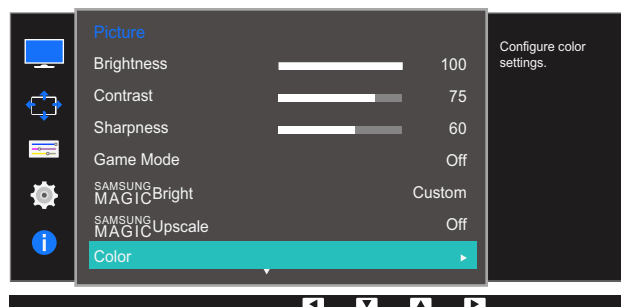 Picture
Brightness 100
Contrast 75
Sharpness 60
Game Mode Off
SAMSUNG MAGIC Bright Custom
SAMSUNG MAGIC Upscale Off
Color
Configure color
settings.